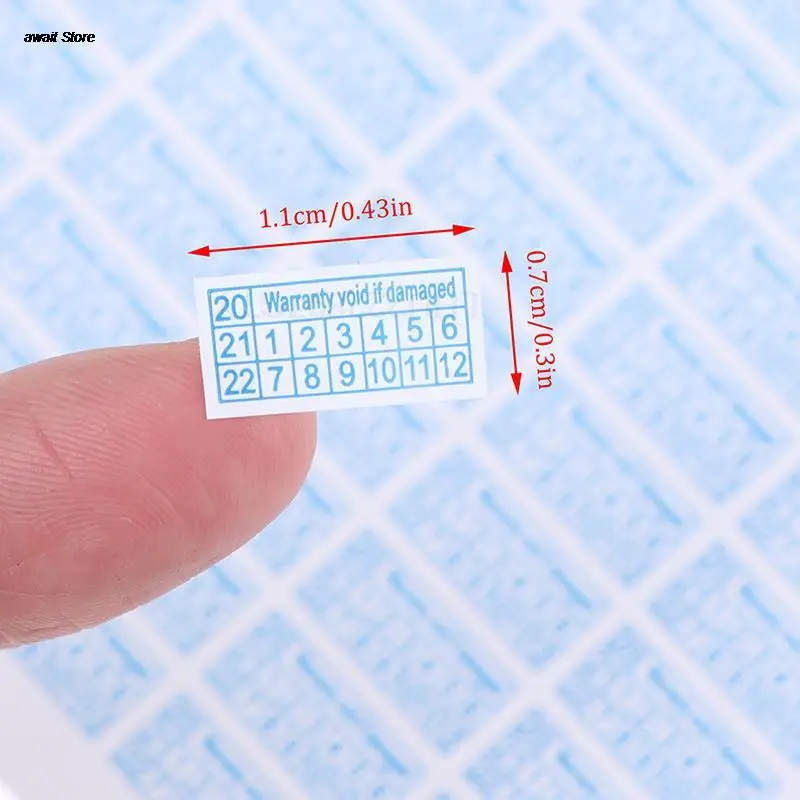 await Store
1.1cm/0.43in
0.7cm/0.3in
20 Warranty void if damaged
21 1 2 3 4 5 6
22 7 8 9 10 11 12